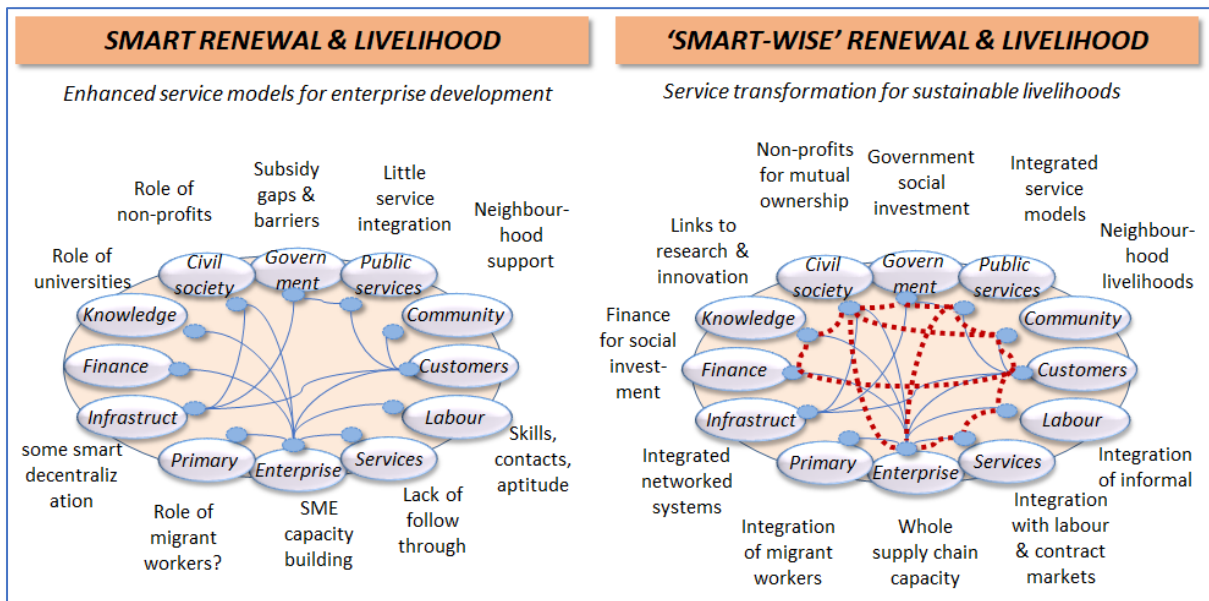 SMART RENEWAL & LIVELIHOOD
Enhanced service models for enterprise development
Role of
non-profits
Subsidy
gaps &
barriers
Little
service
integration
Neighbour-
hood
support
Role of
universities
Civil
society
Govern
ment
Public
services
Knowledge
Community
Finance
Customers
Infrastruct
Labour
Primary
Enterprise
Services
some smart
decentraliz
ation
Role of
migrant
workers?
SME
capacity
building
Lack of
follow
through
Skills,
contacts,
aptitude
‘SMART-WISE’ RENEWAL & LIVELIHOOD
Service transformation for sustainable livelihoods
Non-profits
for mutual
ownership
Government
social
investment
Integrated
service
models
Links to
research &
innovation
Neighbour-
hood
livelihoods
Civil
society
Govern
ment
Public
services
Knowledge
Community
Finance
for social
invest-
ment
Finance
Customers
Infrastruct
Labour
Primary
Enterprise
Services
Integrated
networked
systems
Integration
of migrant
workers
Whole
supply chain
capacity
Integration
with labour
& contract
markets
Integration
of informal